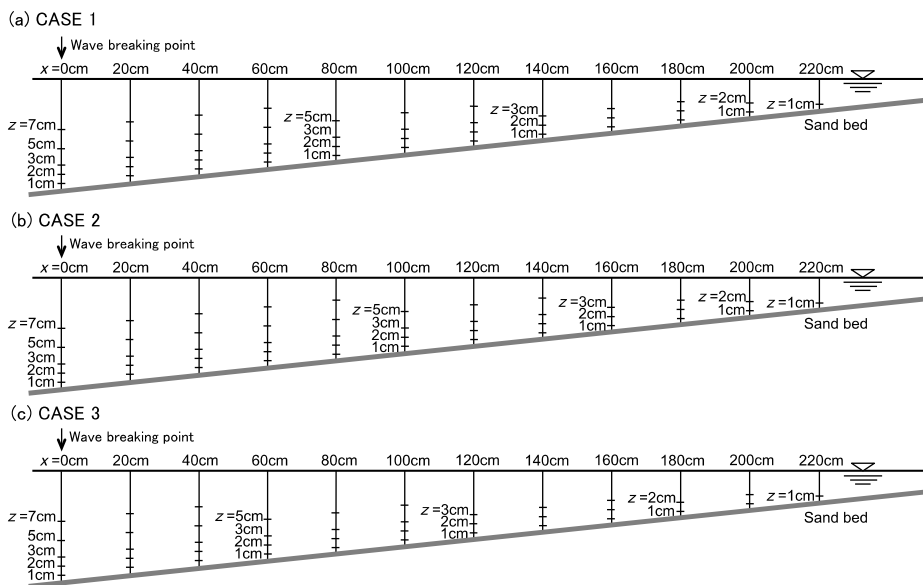 (a) CASE 1
Wave breaking point
x =0cm 20cm 40cm 60cm 80cm 100cm 120cm 140cm 160cm 180cm 200cm 220cm
z =7cm
5cm
3cm
2cm
1cm
z =5cm
3cm
2cm
1cm
z =3cm
2cm
1cm
z =2cm
1cm
z =1cm
Sand bed
(b) CASE 2
Wave breaking point
x =0cm 20cm 40cm 60cm 80cm 100cm 120cm 140cm 160cm 180cm 200cm 220cm
z =7cm
5cm
3cm
2cm
1cm
z =5cm
3cm
2cm
1cm
z =3cm
2cm
1cm
z =2cm
1cm
z =1cm
Sand bed
(c) CASE 3
Wave breaking point
x =0cm 20cm 40cm 60cm 80cm 100cm 120cm 140cm 160cm 180cm 200cm 220cm
z =7cm
5cm
3cm
2cm
1cm
z =5cm
3cm
2cm
1cm
z =3cm
2cm
1cm
z =2cm
1cm
z =1cm
Sand bed